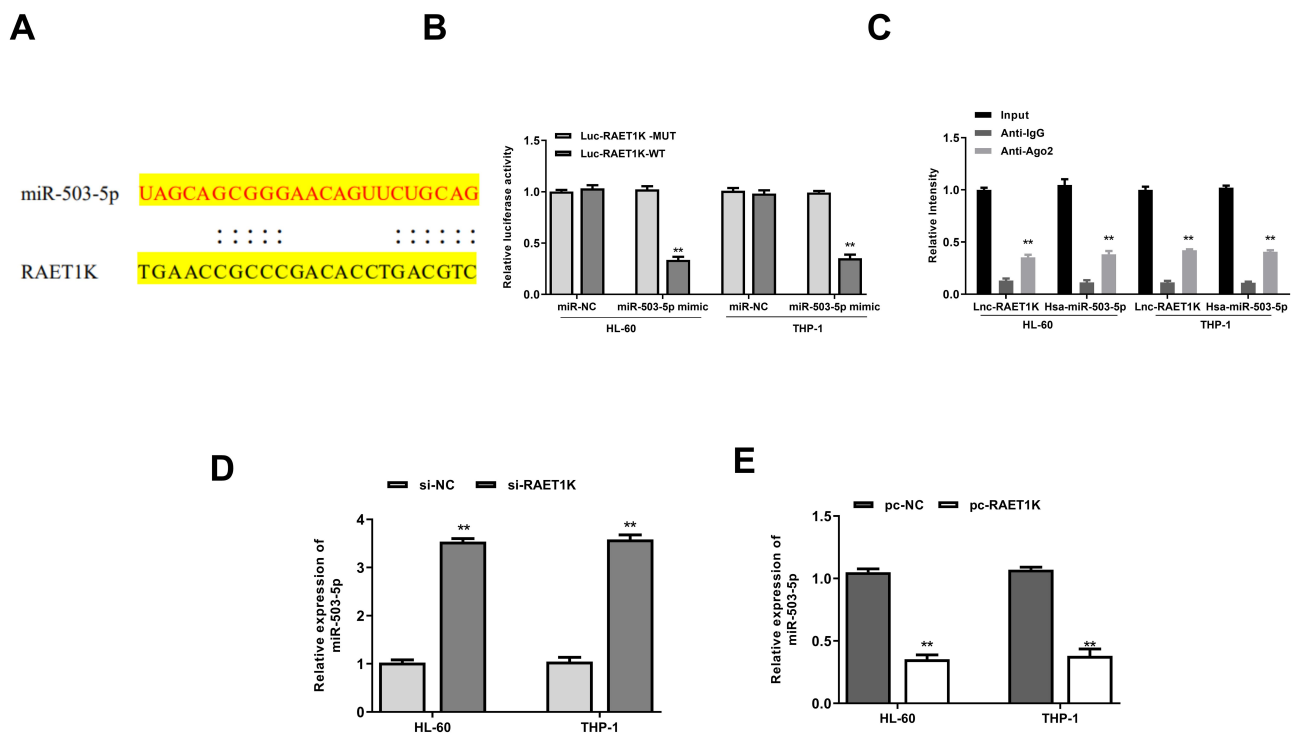 A
miR-503-5p UAGCAGCGGGAACAGUUCUGCAG
: : : : : : : : : : :
RAET1K TGAACCGCCCGACACCTGACGTC
B
Luc-RAET1K -MUT
Luc-RAET1K-WT
Relative luciferase activity
1.5
1.0
0.5
0.0
** **
miR-NC miR-503-5p mimic miR-NC miR-503-5p mimic
HL-60 THP-1
C
Input
Anti-IgG
Anti-Ago2
Relative Intensity
1.5
1.0
0.5
0.0
** ** ** **
Lnc-RAET1K Hsa-miR-503-5p Lnc-RAET1K Hsa-miR-503-5p
HL-60 THP-1
D
si-NC si-RAET1K
Relative expression of
miR-503-5p
4
3
2
1
0
** **
HL-60 THP-1
E
pc-NC pc-RAET1K
Relative expression of
miR-503-5p
1.5
1.0
0.5
0.0
** **
HL-60 THP-1